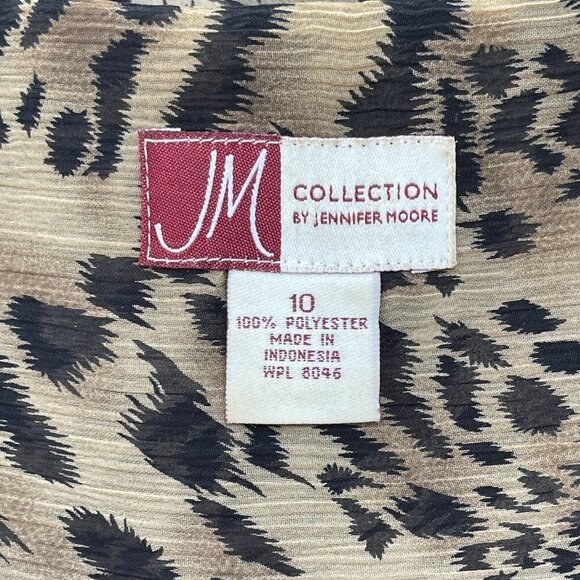 JM
COLLECTION
BY JENNIFER MOORE
10
100% POLYESTER
MADE IN
INDONESIA
WPL 8046